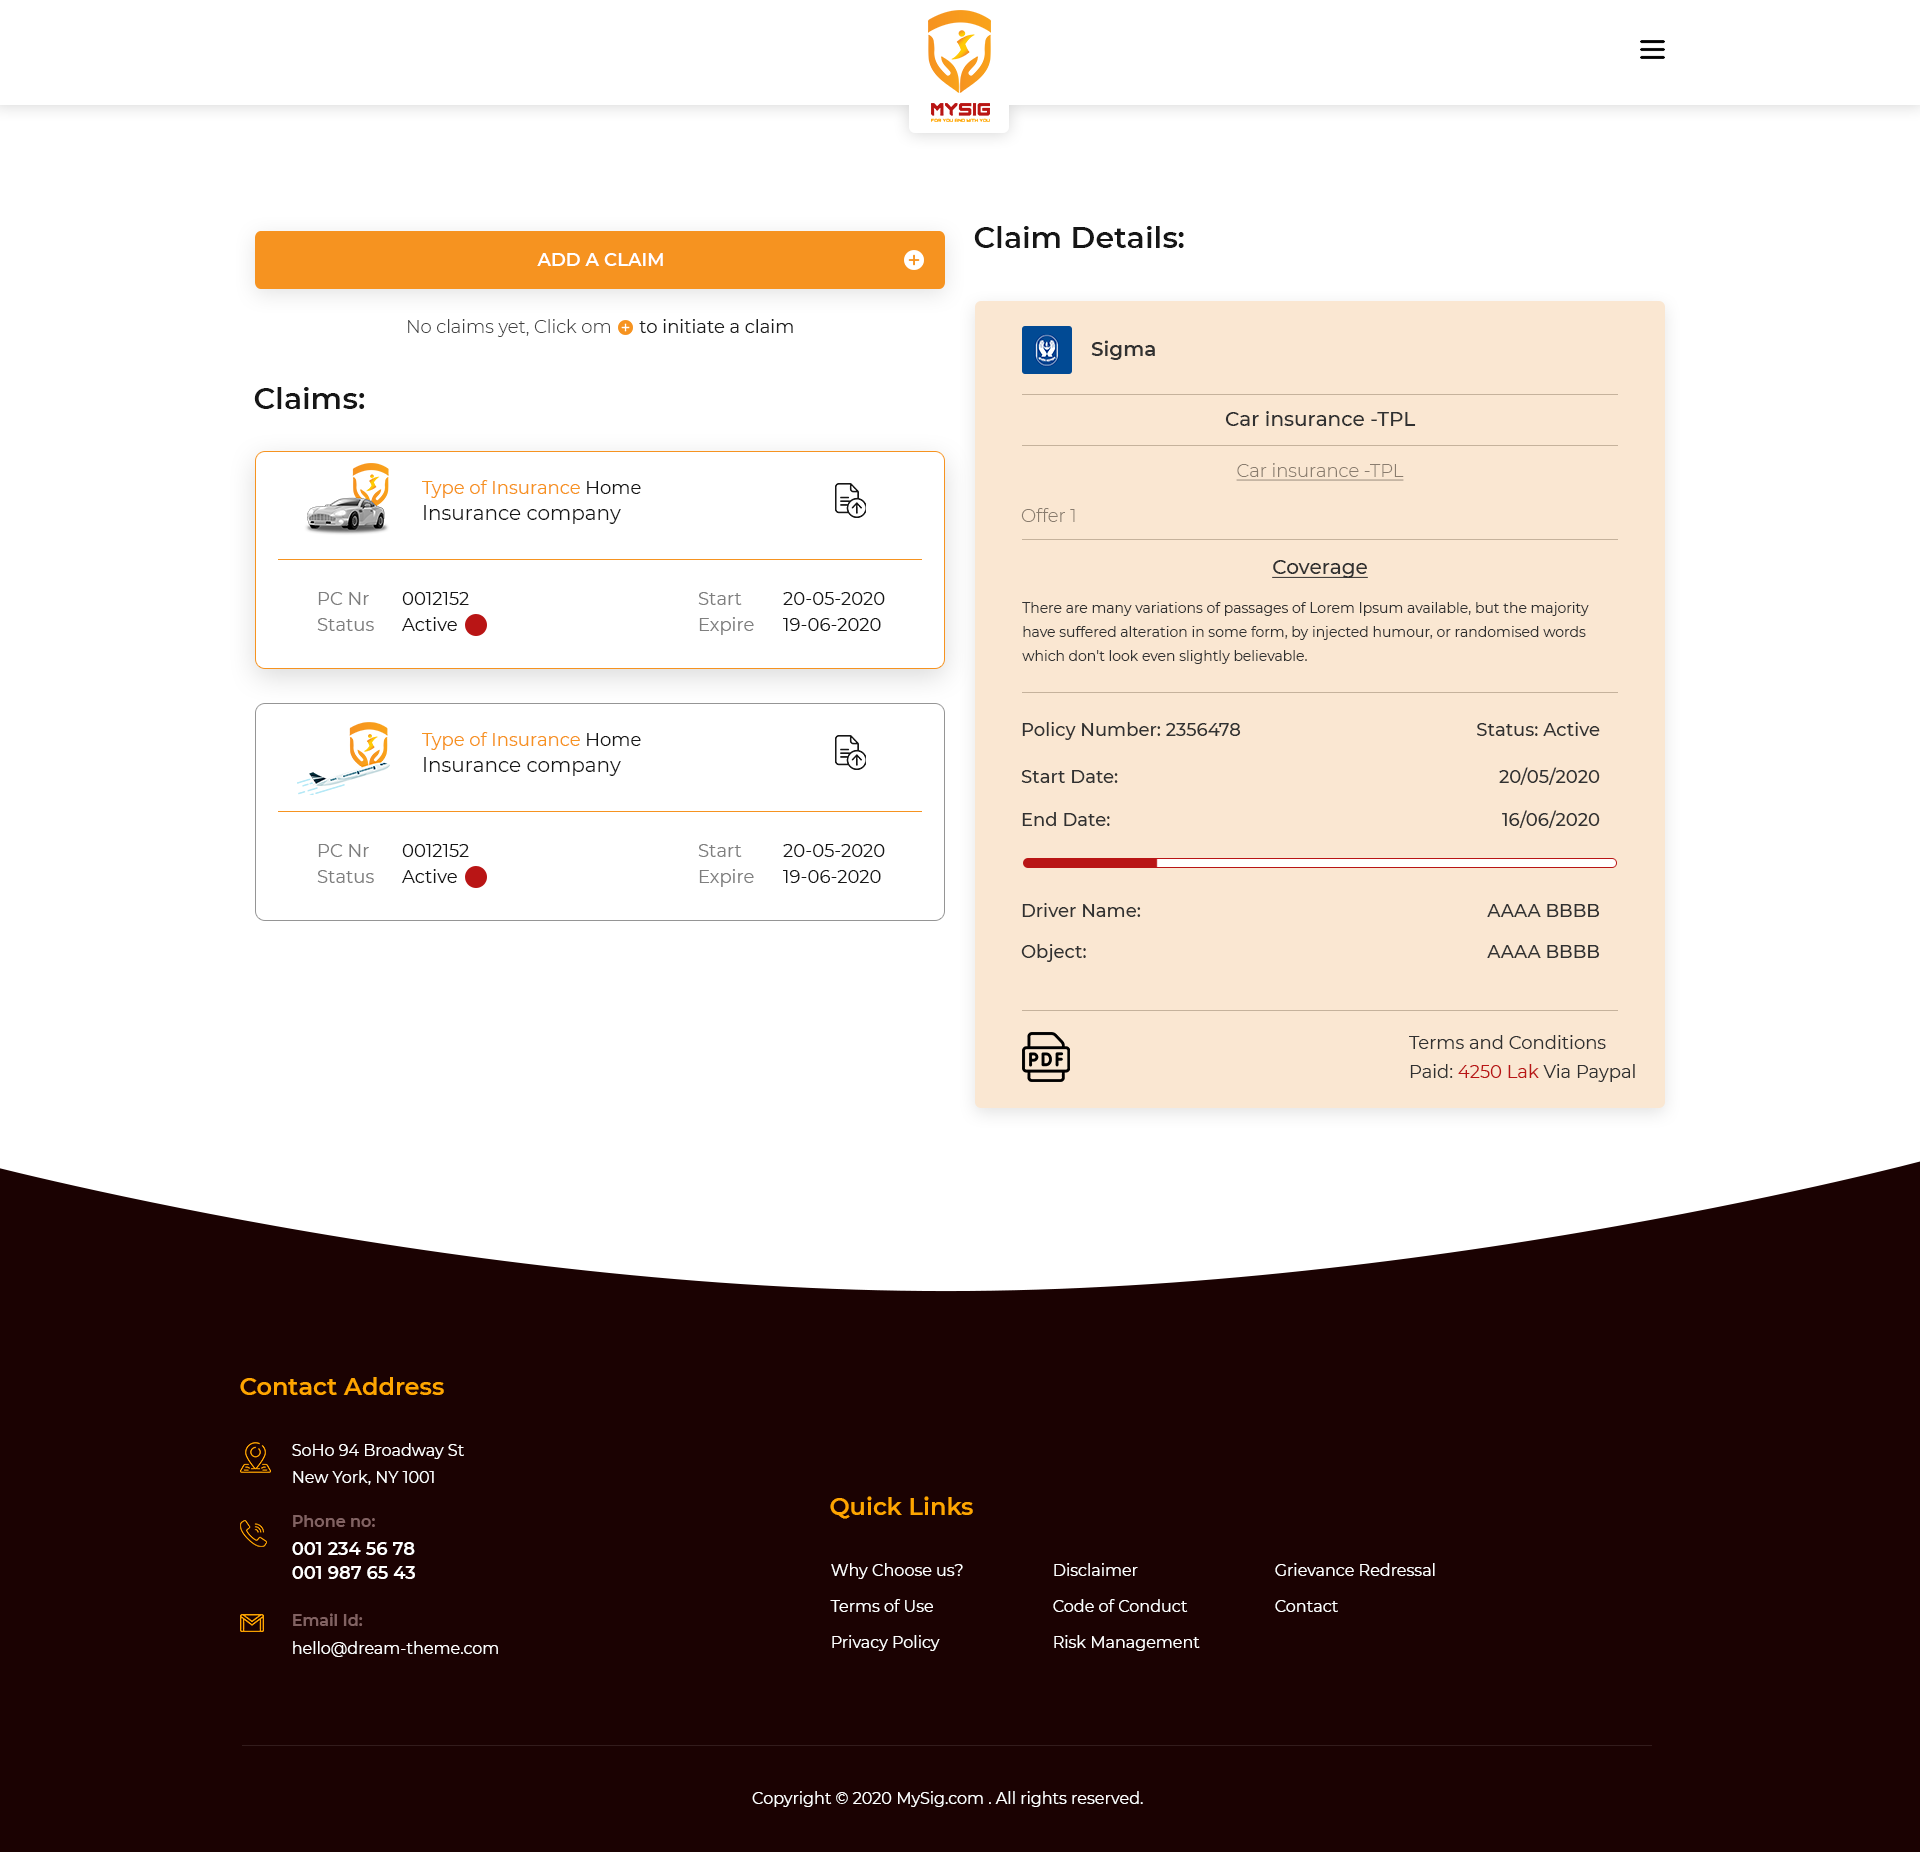 MYSIG
FOR YOU AND WITH YOU
ADD A CLAIM
No claims yet, Click om to initiate a claim
Claims:
Type of Insurance Home
Insurance company
PC Nr 0012152 Start 20-05-2020
Status Active Expire 19-06-2020
Type of Insurance Home
Insurance company
PC Nr 0012152 Start 20-05-2020
Status Active Expire 19-06-2020
Claim Details:
Sigma
Car insurance -TPL
Car insurance -TPL
Offer 1
Coverage
There are many variations of passages of Lorem Ipsum available, but the majority
have suffered alteration in some form, by injected humour, or randomised words
which don't look even slightly believable.
Policy Number: 2356478 Status: Active
Start Date: 20/05/2020
End Date: 16/06/2020
Driver Name: AAAA BBBB
Object: AAAA BBBB
PDF
Terms and Conditions
Paid: 4250 Lak Via Paypal
Contact Address
SoHo 94 Broadway St
New York, NY 1001
Phone no:
001 234 56 78
001 987 65 43
Email Id:
hello@dream-theme.com
Quick Links
Why Choose us? Disclaimer Grievance Redressal
Terms of Use Code of Conduct Contact
Privacy Policy Risk Management
Copyright © 2020 MySig.com . All rights reserved.